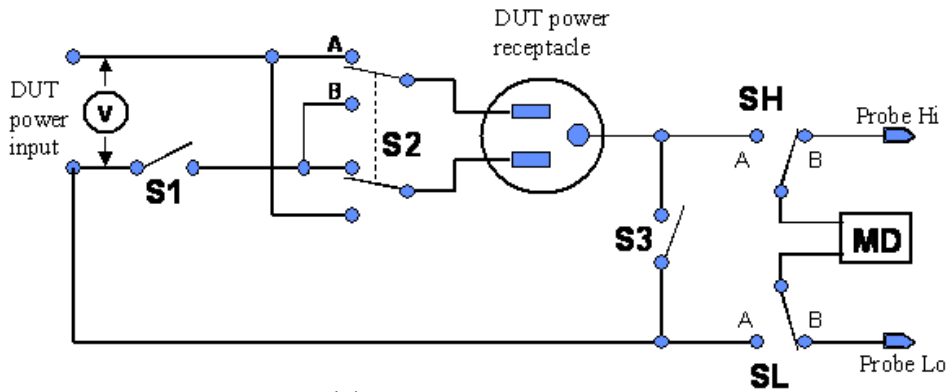 DUT power
receptacle
A
DUT
power
input
V
B
S2
S1
SH
Probe Hi
A
B
S3
MD
A
B
SL
Probe Lo